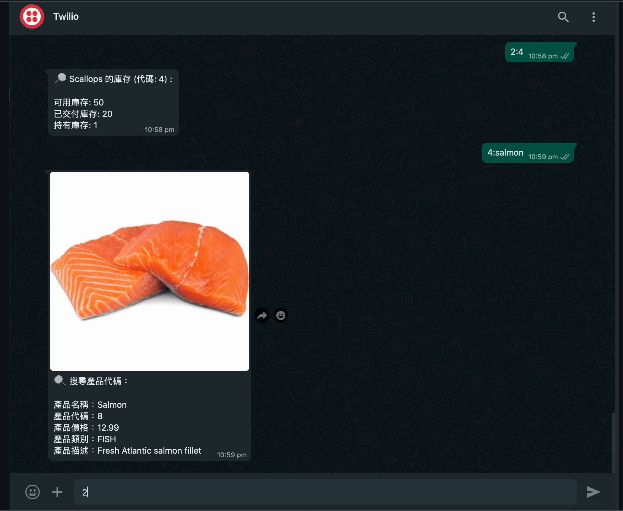 Twilio
2:4
10:58 pm
Scallops 的庫存 (代碼: 4) :
可用庫存: 50
已交付庫存: 20
持有庫存: 1
10:58 pm
4:salmon
10:59 pm
搜尋產品代碼：
產品名稱：Salmon
產品代碼：8
產品價格：12.99
產品類別：FISH
產品描述：Fresh Atlantic salmon fillet
10:59 pm
2